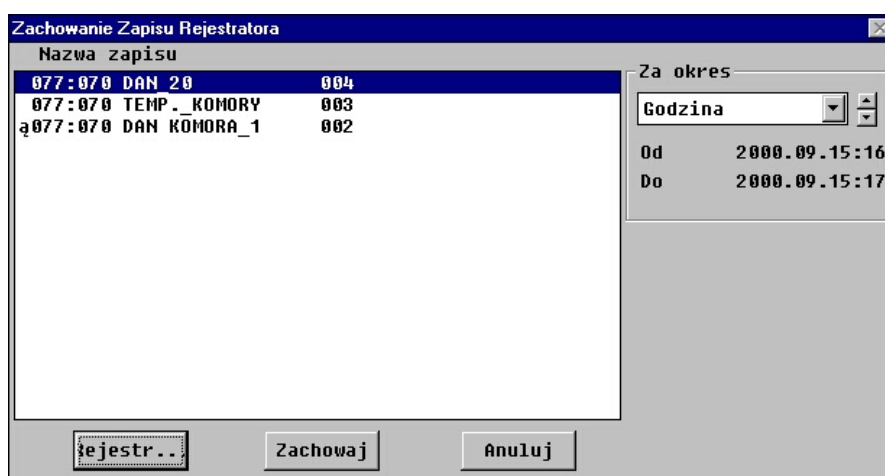 Zachowanie Zapisu Rejestratora
Nazwa zapisu
077:070 DAN_20 004
077:070 TEMP._KOMORY 003
ą077:070 DAN KOMORA_1 002
Za okres
Godzina
Od 2000.09.15:16
Do 2000.09.15:17
Rejestr.. Zachowaj Anuluj